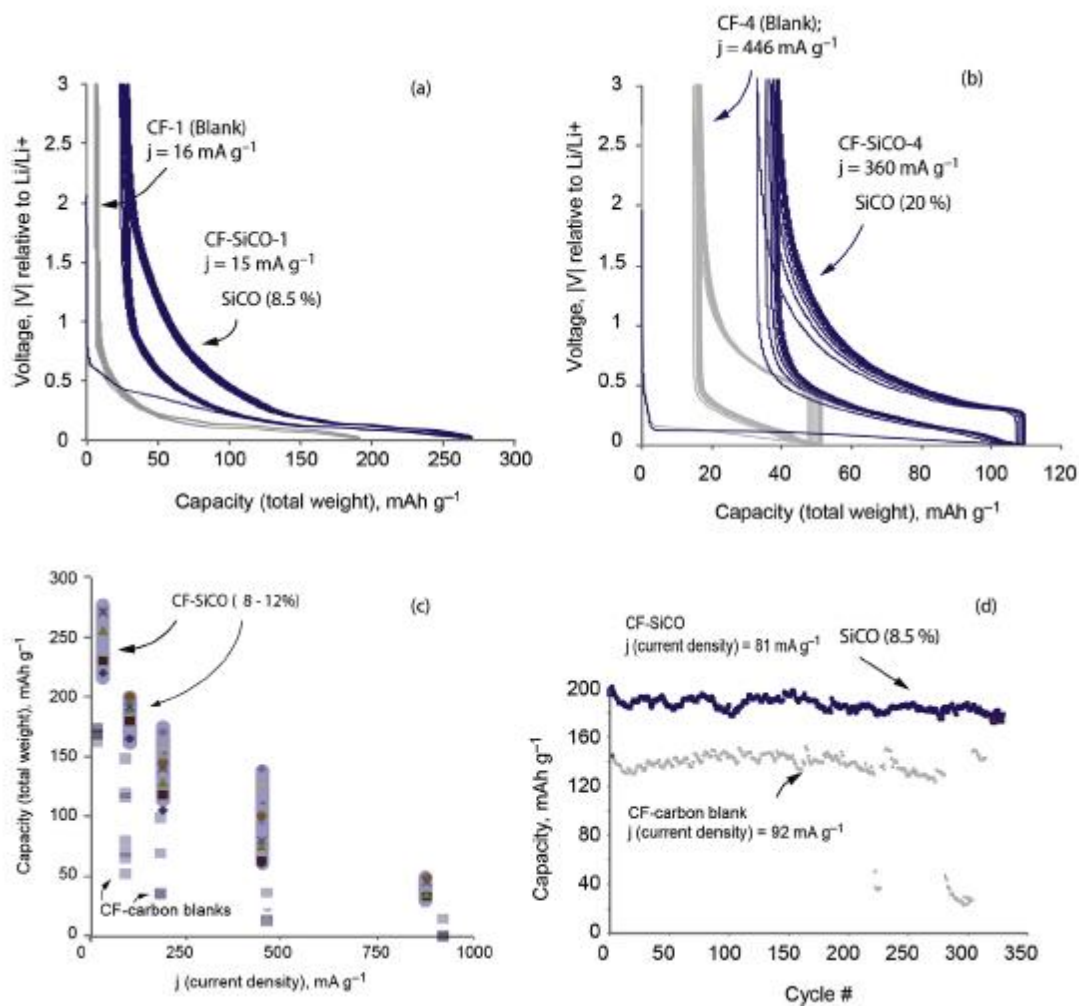 (a)
3
2.5
2
1.5
1
0.5
0
0
50
100
150
200
250
300
Voltage, |V| relative to Li/Li+
Capacity (total weight), mAh g⁻¹
CF-1 (Blank)
j = 16 mA g⁻¹
CF-SiCO-1
j = 15 mA g⁻¹
SiCO (8.5 %)
(b)
CF-4 (Blank);
j = 446 mA g⁻¹
3
2.5
2
1.5
1
0.5
0
0
20
40
60
80
100
120
Voltage, |V| relative to Li/Li+
Capacity (total weight), mAh g⁻¹
CF-SiCO-4
j = 360 mA g⁻¹
SiCO (20 %)
(c)
300
250
200
150
100
50
0
0
250
500
750
1000
Capacity (total weight), mAh g⁻¹
j (current density), mA g⁻¹
CF-SiCO ( 8 - 12%)
CF-carbon blanks
(d)
CF-SiCO
j (current density) = 81 mA g⁻¹
SiCO (8.5 %)
200
160
120
80
40
0
0
50
100
150
200
250
300
350
Capacity, mAh g⁻¹
Cycle #
CF-carbon blank
j (current density) = 92 mA g⁻¹